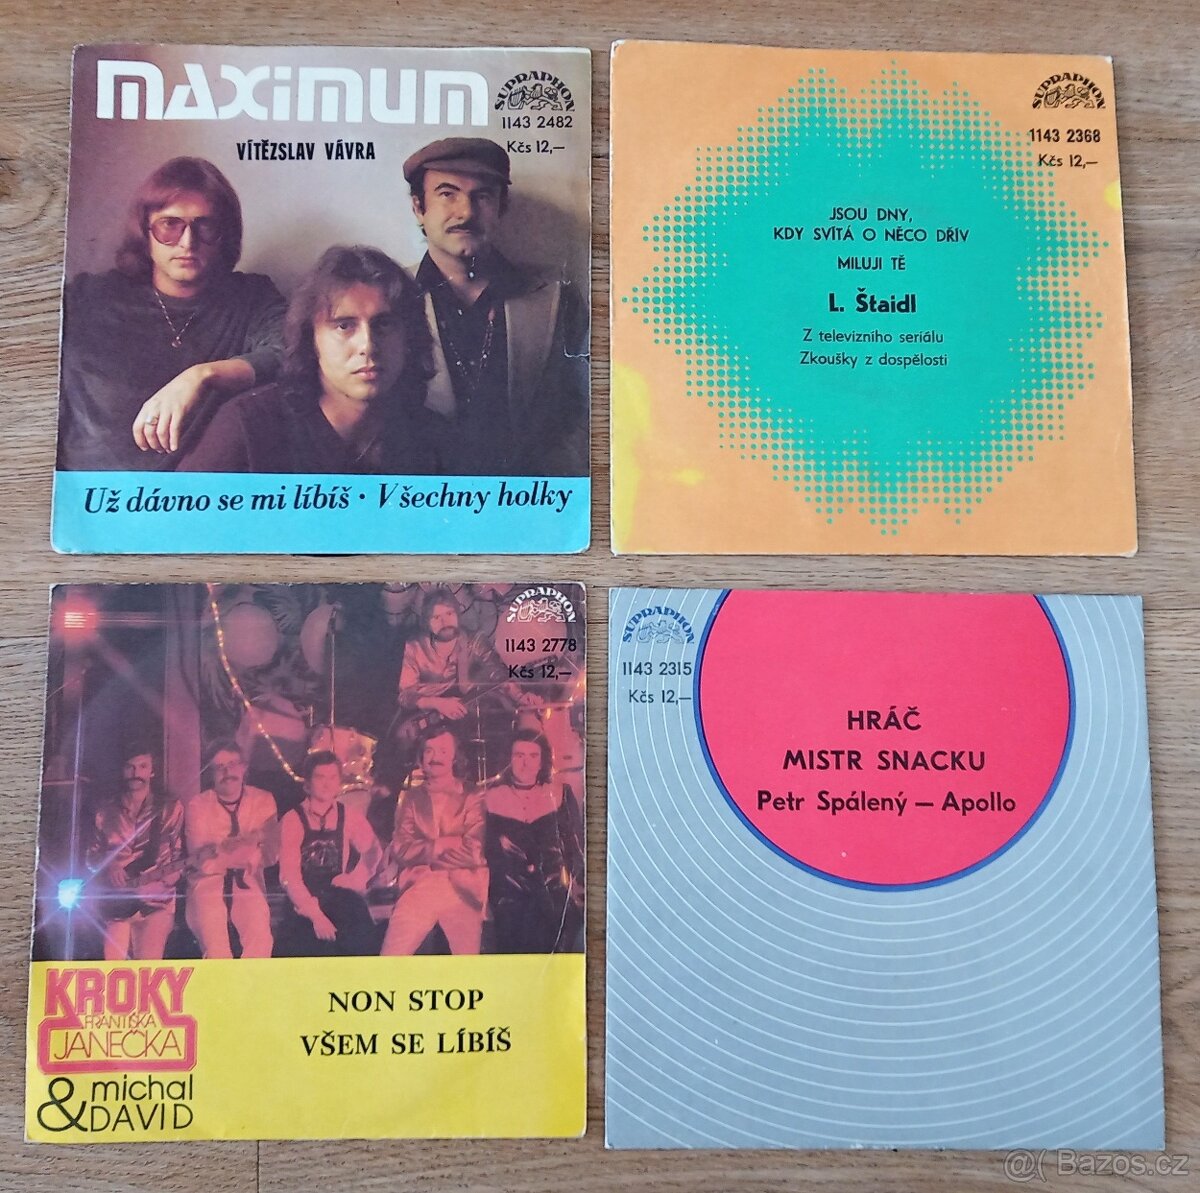 MAXIMUM
SUPRAPHON
1143 2482
Kčs 12,—
VÍTĚZSLAV VÁVRA
Už dávno se mi líbíš · Všechny holky
SUPRAPHON
1143 2368
Kčs 12,—
JSOU DNY,
KDY SVÍTÁ O NĚCO DŘÍV
MILUJI TĚ
L. Štaidl
Z televizního seriálu
Zkoušky z dospělosti
SUPRAPHON
1143 2778
Kčs 12,—
KROKY
FRANTIŠKA
JANEČKA
& michal
DAVID
NON STOP
VŠEM SE LÍBÍŠ
SUPRAPHON
1143 2315
Kčs 12,—
HRÁČ
MISTR SNACKU
Petr Spálený — Apollo
@( Bazos.cz